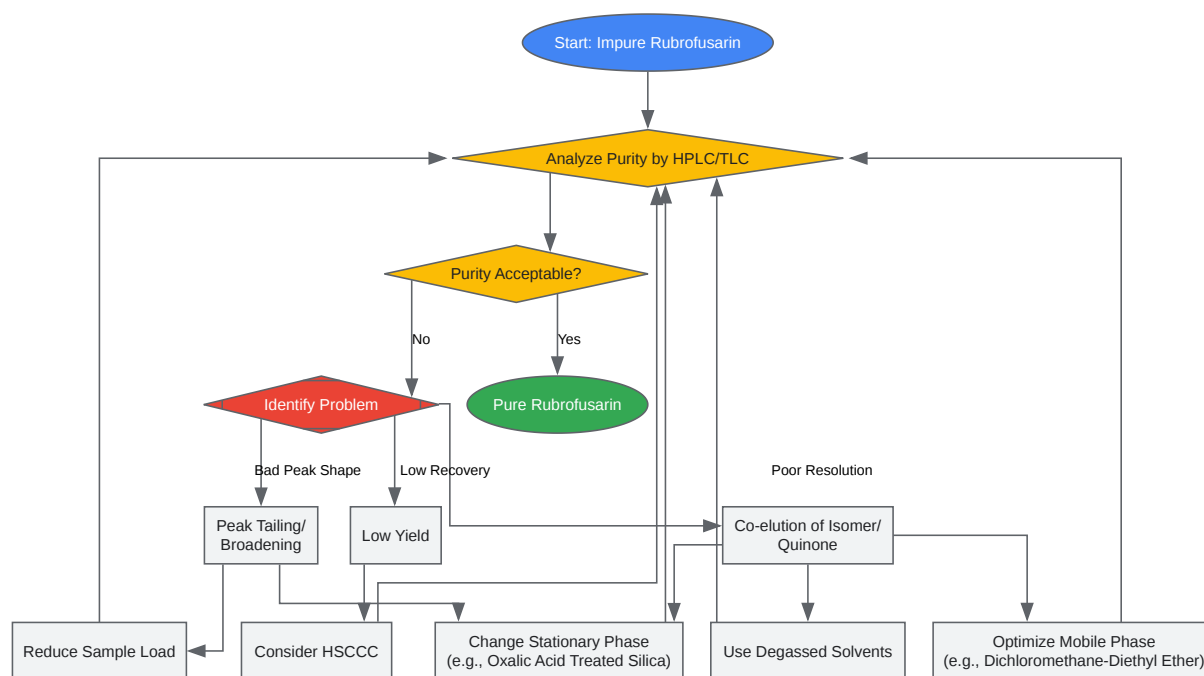 Start: Impure Rubrofusarin
Analyze Purity by HPLC/TLC
Purity Acceptable?
No
Yes
Identify Problem
Pure Rubrofusarin
Bad Peak Shape
Low Recovery
Poor Resolution
Peak Tailing/
Broadening
Low Yield
Co-elution of Isomer/
Quinone
Reduce Sample Load
Consider HSCCC
Change Stationary Phase
(e.g., Oxalic Acid Treated Silica)
Use Degassed Solvents
Optimize Mobile Phase
(e.g., Dichloromethane-Diethyl Ether)